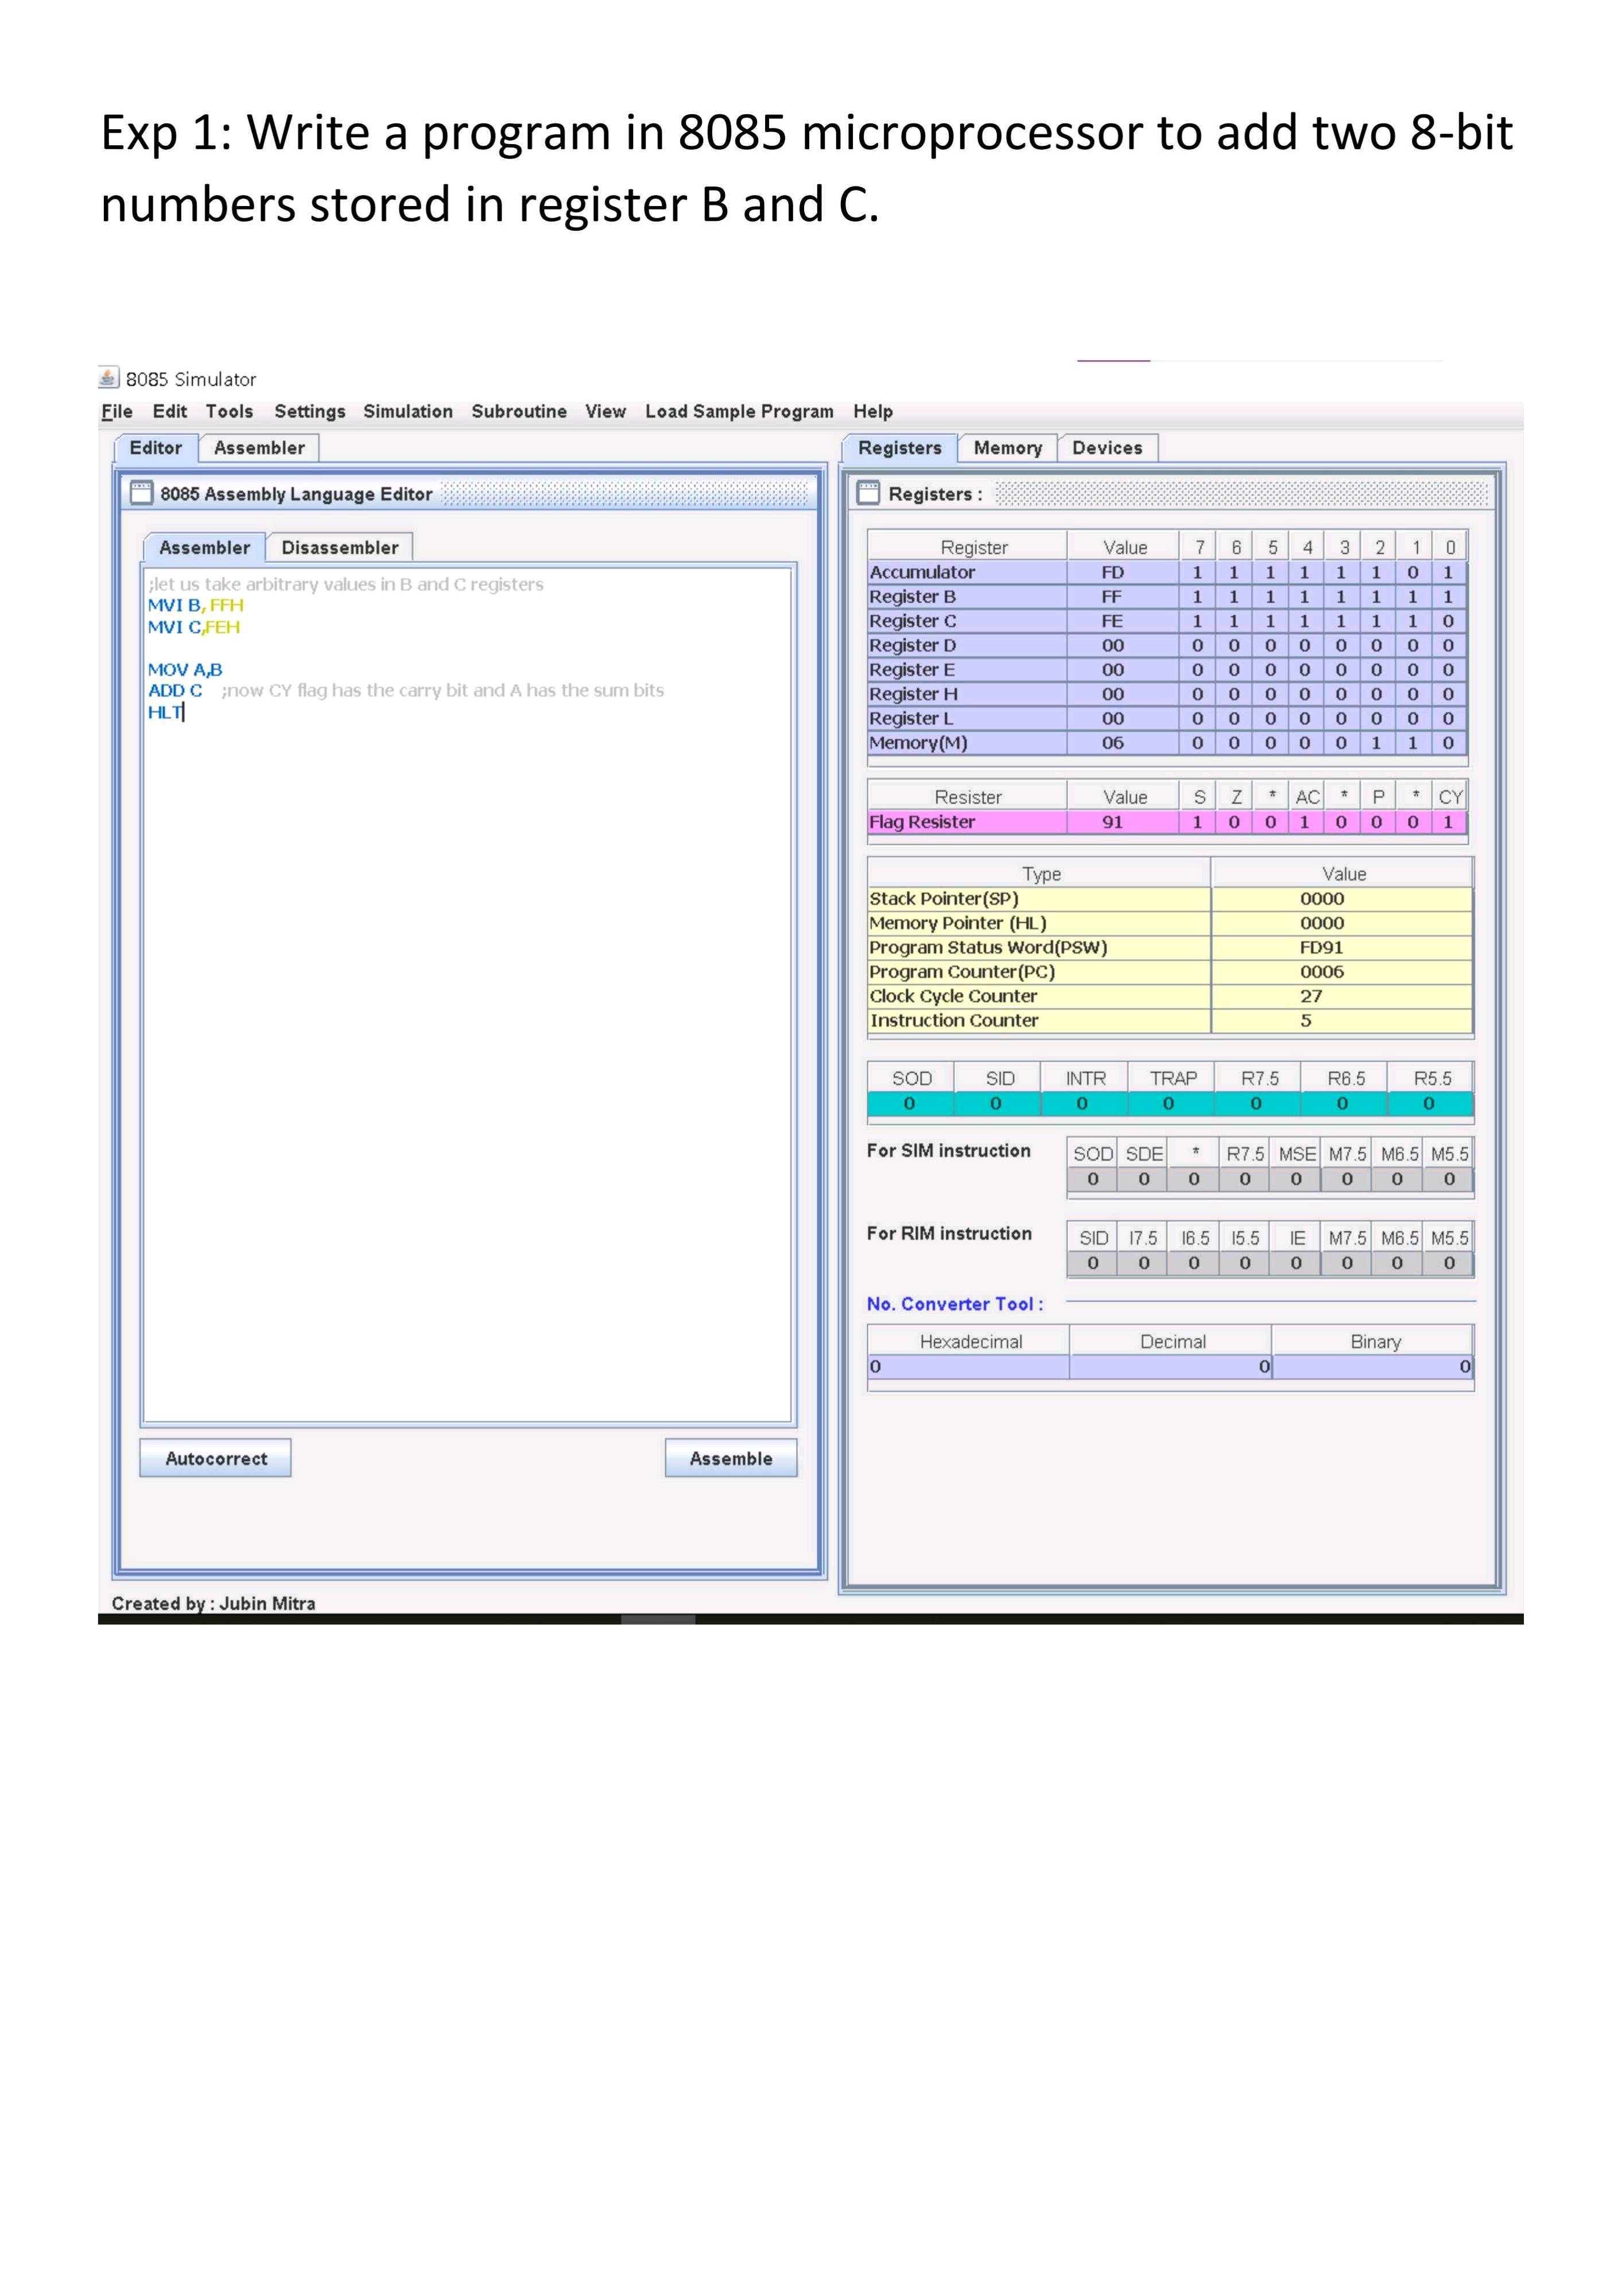 Exp 1: Write a program in 8085 microprocessor to add two 8-bit
numbers stored in register B and C.
8085 Simulator
File Edit Tools Settings Simulation Subroutine View Load Sample Program Help
Editor Assembler
8085 Assembly Language Editor
Assembler Disassembler
;let us take arbitrary values in B and C registers
MVI B, FFH
MVI C,FEH
MOV A,B
ADD C ;now CY flag has the carry bit and A has the sum bits
HLT
Autocorrect Assemble
Registers Memory Devices
Registers :
Register Value 7 6 5 4 3 2 1 0
Accumulator FD 1 1 1 1 1 1 0 1
Register B FF 1 1 1 1 1 1 1 1
Register C FE 1 1 1 1 1 1 1 0
Register D 00 0 0 0 0 0 0 0 0
Register E 00 0 0 0 0 0 0 0 0
Register H 00 0 0 0 0 0 0 0 0
Register L 00 0 0 0 0 0 0 0 0
Memory(M) 06 0 0 0 0 0 1 1 0
Resister Value S Z * AC * P * CY
Flag Resister 91 1 0 0 1 0 0 0 1
Type Value
Stack Pointer(SP) 0000
Memory Pointer (HL) 0000
Program Status Word(PSW) FD91
Program Counter(PC) 0006
Clock Cycle Counter 27
Instruction Counter 5
SOD SID INTR TRAP R7.5 R6.5 R5.5
0 0 0 0 0 0 0
For SIM instruction
SOD SDE * R7.5 MSE M7.5 M6.5 M5.5
0 0 0 0 0 0 0 0
For RIM instruction
SID I7.5 I6.5 I5.5 IE M7.5 M6.5 M5.5
0 0 0 0 0 0 0 0
No. Converter Tool :
Hexadecimal Decimal Binary
0 0 0
Created by : Jubin Mitra